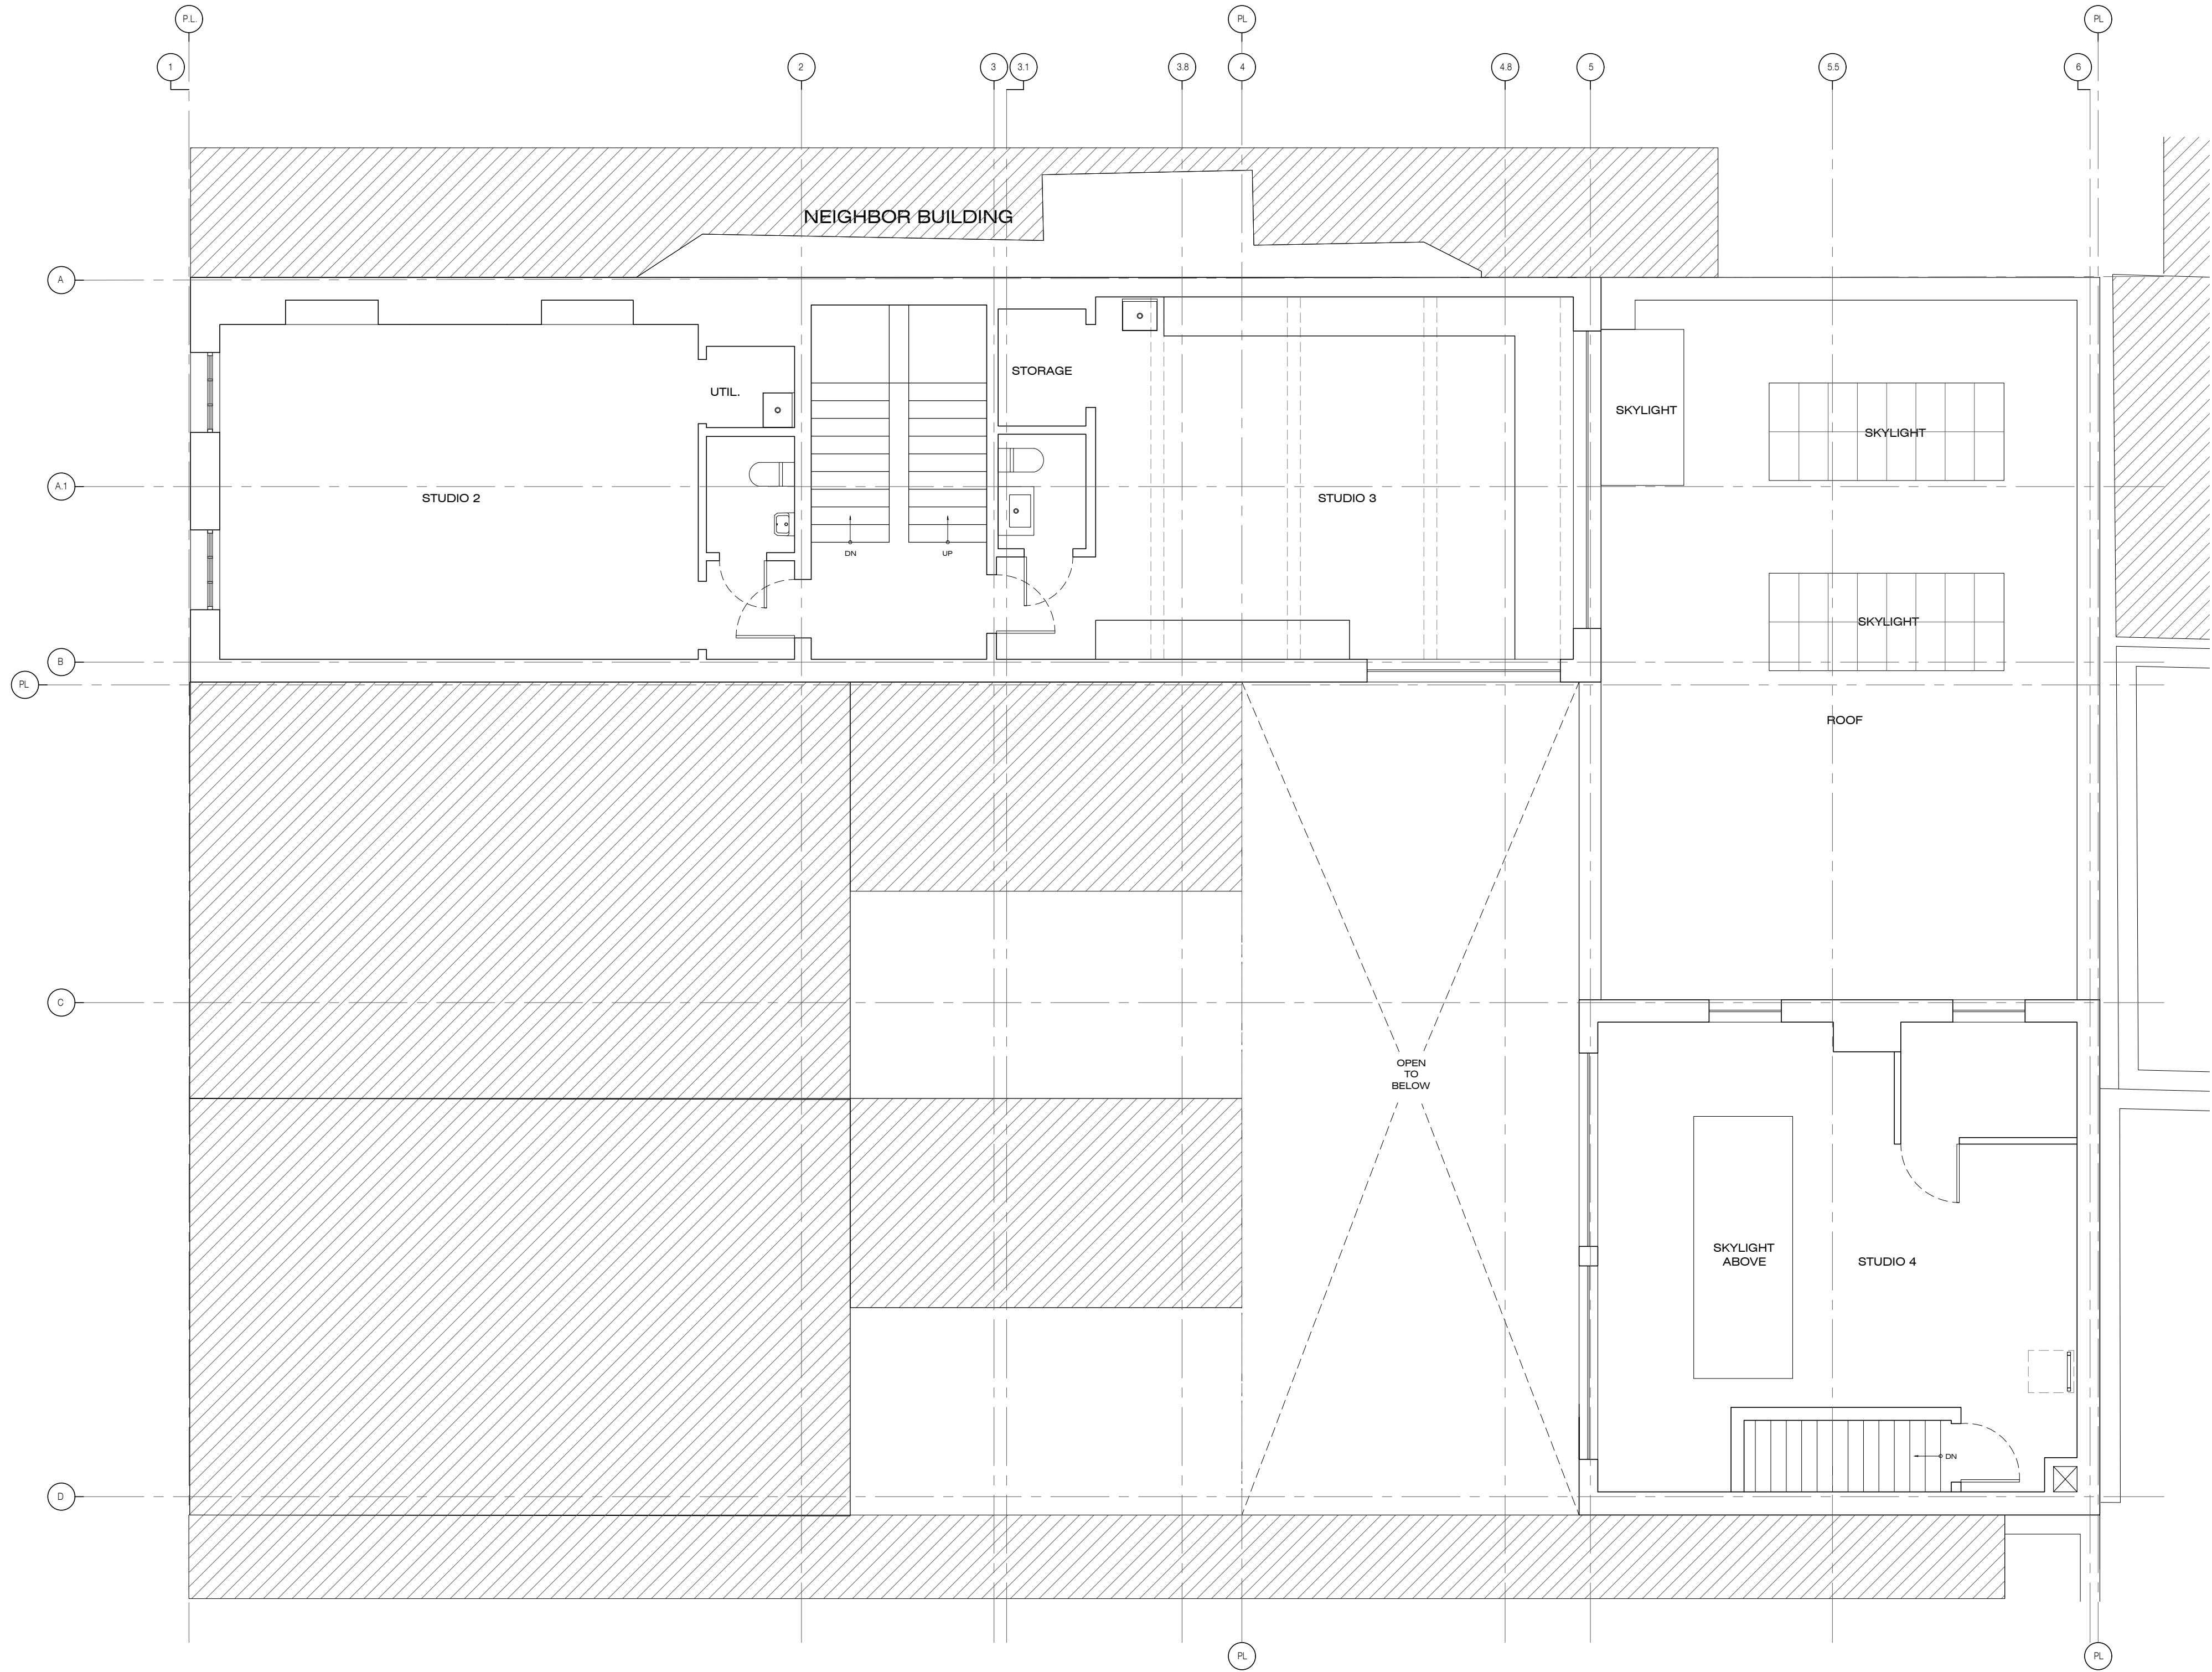 P.L.
PL
PL
1
2
3
3.1
3.8
4
4.8
5
5.5
6
NEIGHBOR BUILDING
A
STORAGE
UTIL.
SKYLIGHT
SKYLIGHT
A.1
STUDIO 2
STUDIO 3
DN
UP
SKYLIGHT
B
PL
ROOF
C
OPEN
TO
BELOW
SKYLIGHT
ABOVE
STUDIO 4
DN
D
PL
PL